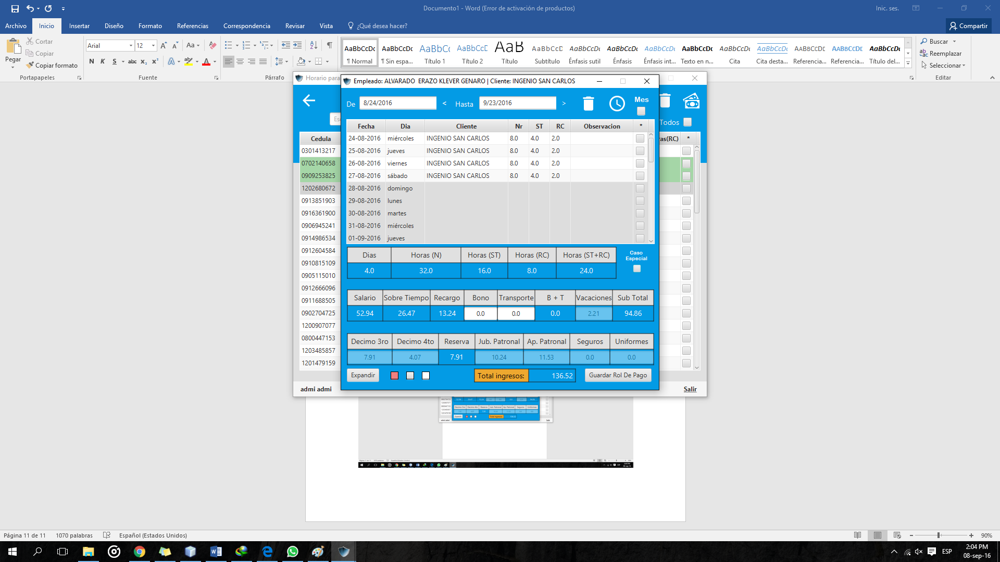 Documento1 - Word (Error de activación de productos)
Inic. ses.
Archivo Inicio Insertar Diseño Formato Referencias Correspondencia Revisar Vista ¿Qué desea hacer? Compartir
Pegar
Cortar
Copiar
Copiar formato
Portapapeles
Arial 12
Aa
N K S abc x₂ x²
Fuente
Párrafo
AaBbCcDc AaBbCcDc AaBbCc AaBbCcD AaB AaBbCcD AaBbCcDc AaBbCcDc AaBbCcDc AaBbCcDc AaBbCcDc AaBbCcDc AABBCCDE AABBCCDE AaBbCcDc
¶ Normal ¶ Sin espa... Título 1 Título 2 Título Subtítulo Énfasis sutil Énfasis Énfasis int... Texto en n... Cita Cita desta... Referencia... Referencia... Título del...
Buscar
Reemplazar
Seleccionar
Editar
Horario para
Todos
Cedula
as(RC) *
0301413217
0702140658
0909253825
1202680672
0913851903
0916361900
0906945241
0914986534
0912604584
0910815109
0905115010
0912666096
0911688505
0902704725
1200907077
0800447153
1203485857
1201479159
admi admi
Salir
Empleado: ALVARADO ERAZO KLEVER GENARO | Cliente: INGENIO SAN CARLOS
De 8/24/2016 < Hasta 9/23/2016 > Mes
Fecha Dia Cliente Nr ST RC Observacion *
24-08-2016 miércoles INGENIO SAN CARLOS 8.0 4.0 2.0
25-08-2016 jueves INGENIO SAN CARLOS 8.0 4.0 2.0
26-08-2016 viernes INGENIO SAN CARLOS 8.0 4.0 2.0
27-08-2016 sábado INGENIO SAN CARLOS 8.0 4.0 2.0
28-08-2016 domingo
29-08-2016 lunes
30-08-2016 martes
31-08-2016 miércoles
01-09-2016 jueves
Dias Horas (N) Horas (ST) Horas (RC) Horas (ST+RC)
4.0 32.0 16.0 8.0 24.0
Caso
Especial
Salario Sobre Tiempo Recargo Bono Transporte B + T Vacaciones Sub Total
52.94 26.47 13.24 0.0 0.0 0.0 2.21 94.86
Decimo 3ro Decimo 4to Reserva Jub. Patronal Ap. Patronal Seguros Uniformes
7.91 4.07 7.91 10.24 11.53 0.0 0.0
Expandir
Total ingresos: 136.52
Guardar Rol De Pago
Página 11 de 11 1070 palabras Español (Estados Unidos)
90%
ESP
2:04 PM
08-sep-16